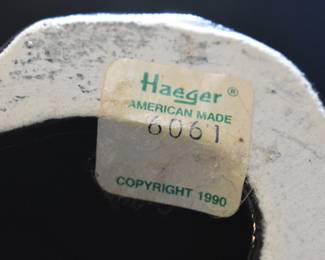 Haeger ®
AMERICAN MADE
6061
COPYRIGHT 1990